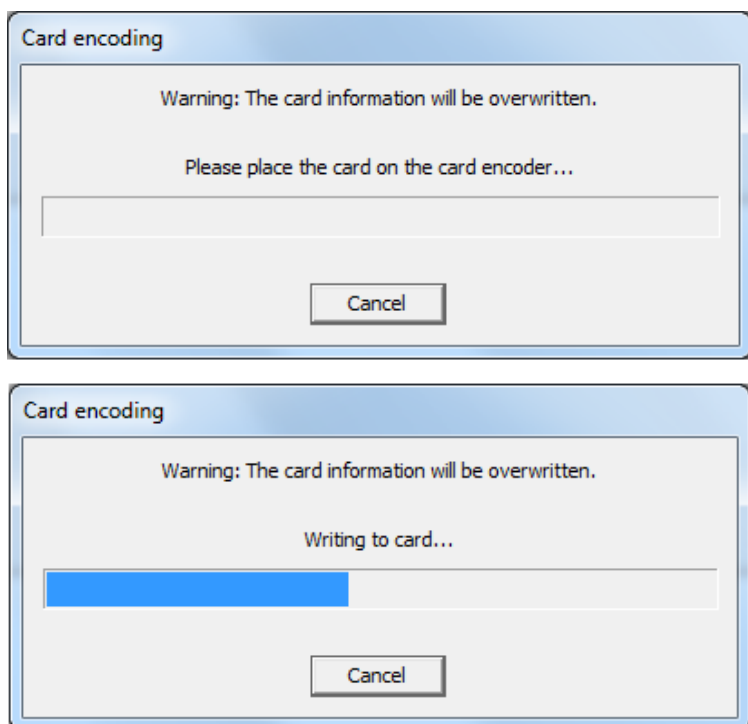 Card encoding
Warning: The card information will be overwritten.
Please place the card on the card encoder...
Cancel
Card encoding
Warning: The card information will be overwritten.
Writing to card...
Cancel